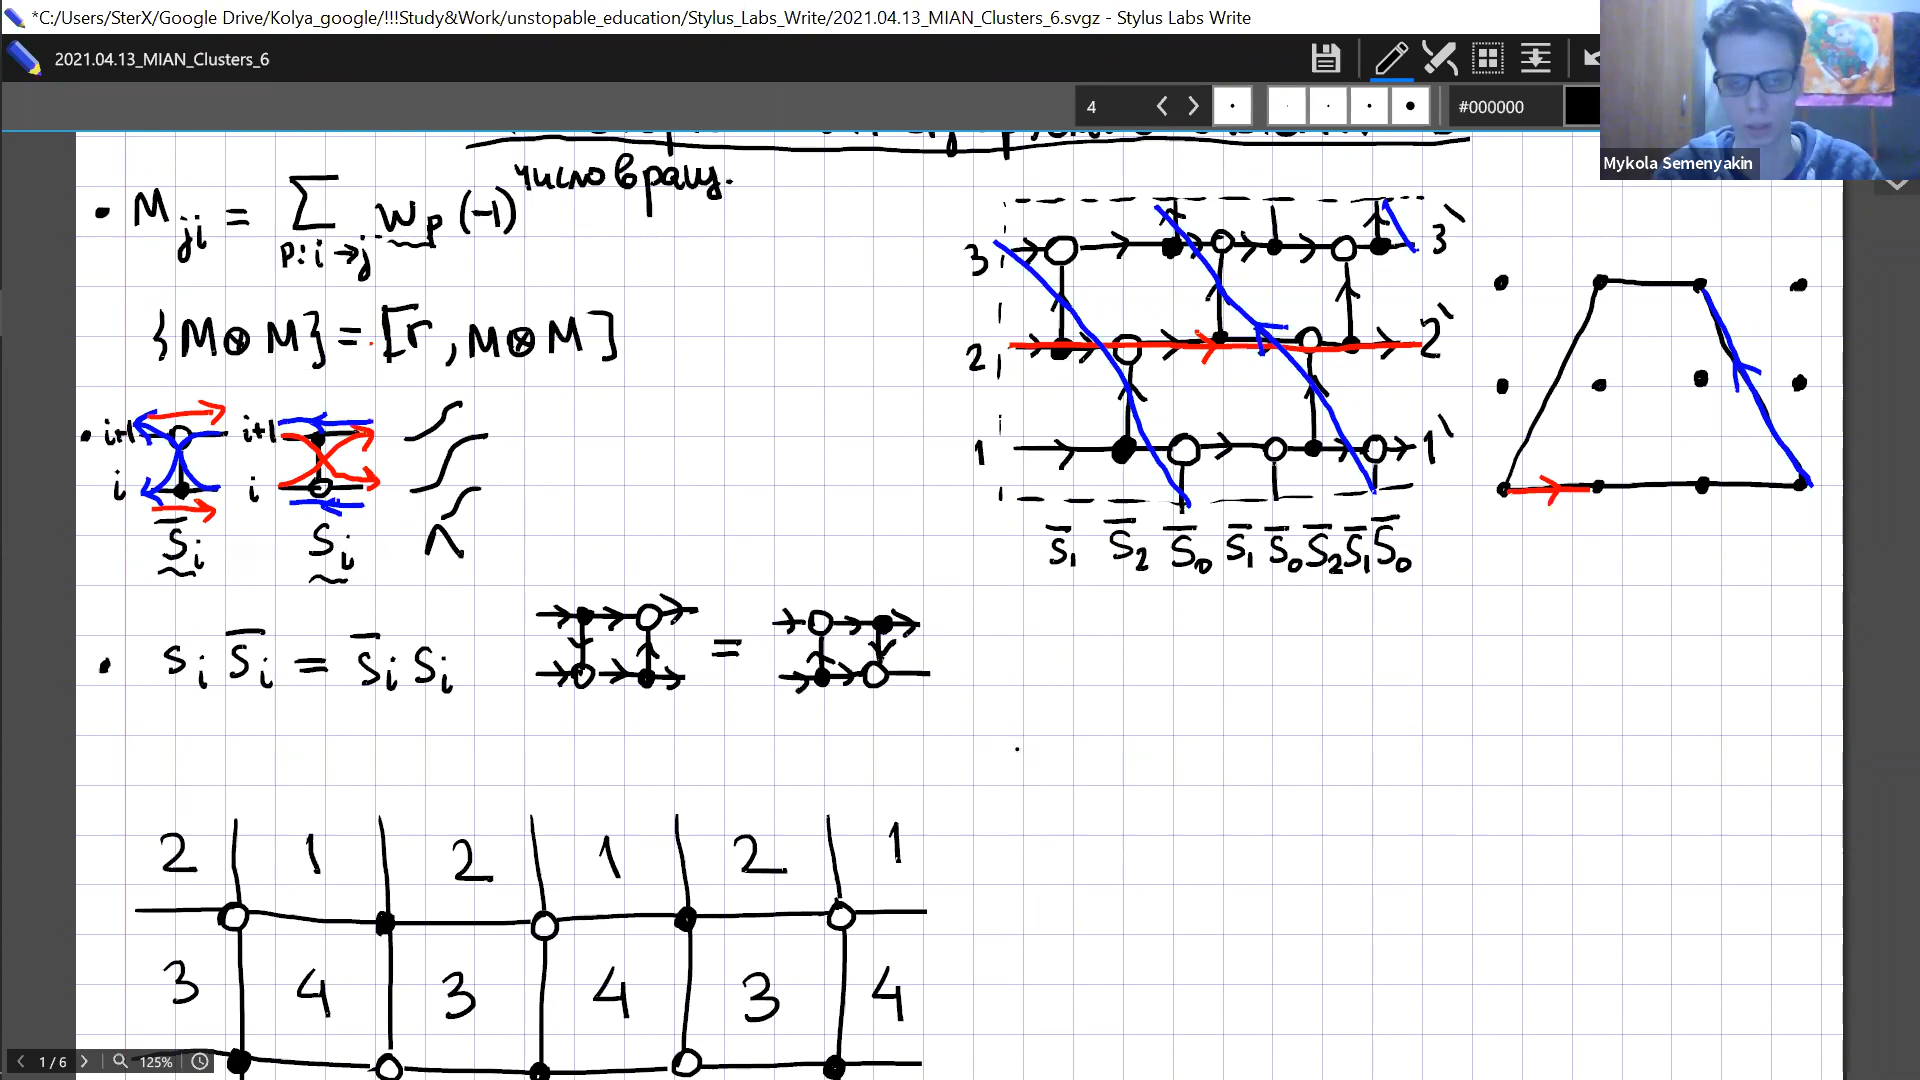 *C:/Users/SterX/Google Drive/Kolya_google/!!!Study&Work/unstopable_education/Stylus_Labs_Write/2021.04.13_MIAN_Clusters_6.svgz - Stylus Labs Write
2021.04.13_MIAN_Clusters_6
4
#000000
Mykola Semenyakin
• M_{ji} = ∑_{p: i→j} w_p (-1)^{число вращ.}
{M⊗M} = [r, M⊗M]
• i+1 i+1
i i
s̄_i s_i Λ
• s_i s̄_i = s̄_i s_i
=
3 3`
2 2`
1 1`
s̄_1 s̄_2 s̄_0 s̄_1 s̄_0 s̄_2 s̄_1 s̄_0
2 1 2 1 2 1
3 4 3 4 3 4
1 / 6 125%